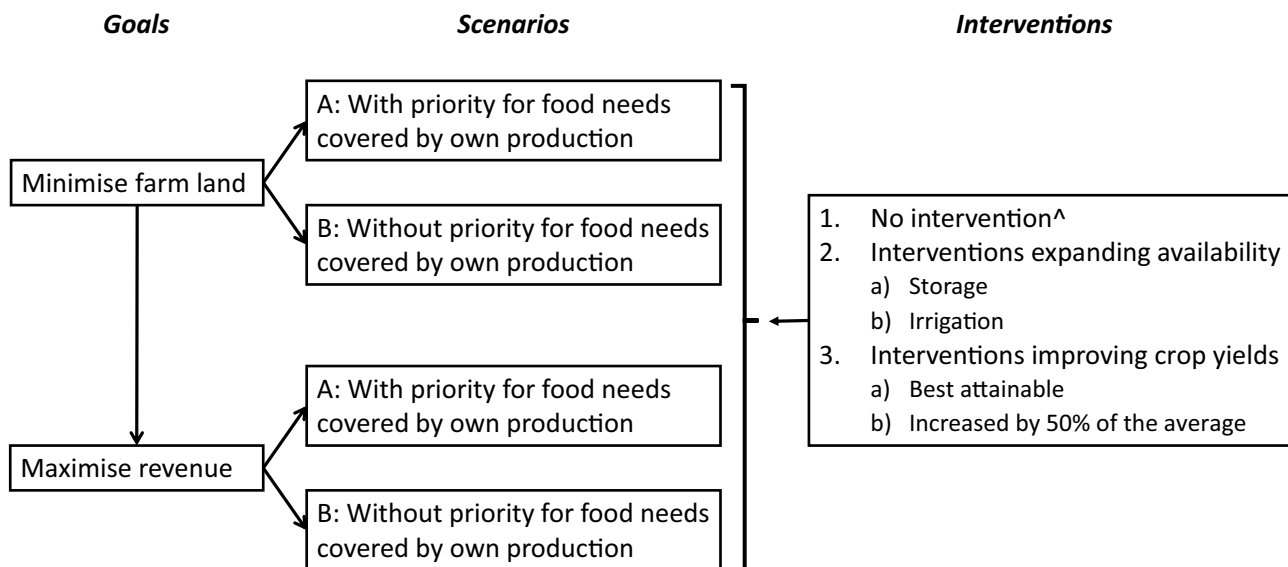 Goals
Scenarios
Interventions
A: With priority for food needs
covered by own production
Minimise farm land
B: Without priority for food needs
covered by own production
1. No intervention^
2. Interventions expanding availability
a) Storage
b) Irrigation
3. Interventions improving crop yields
a) Best attainable
b) Increased by 50% of the average
A: With priority for food needs
covered by own production
Maximise revenue
B: Without priority for food needs
covered by own production